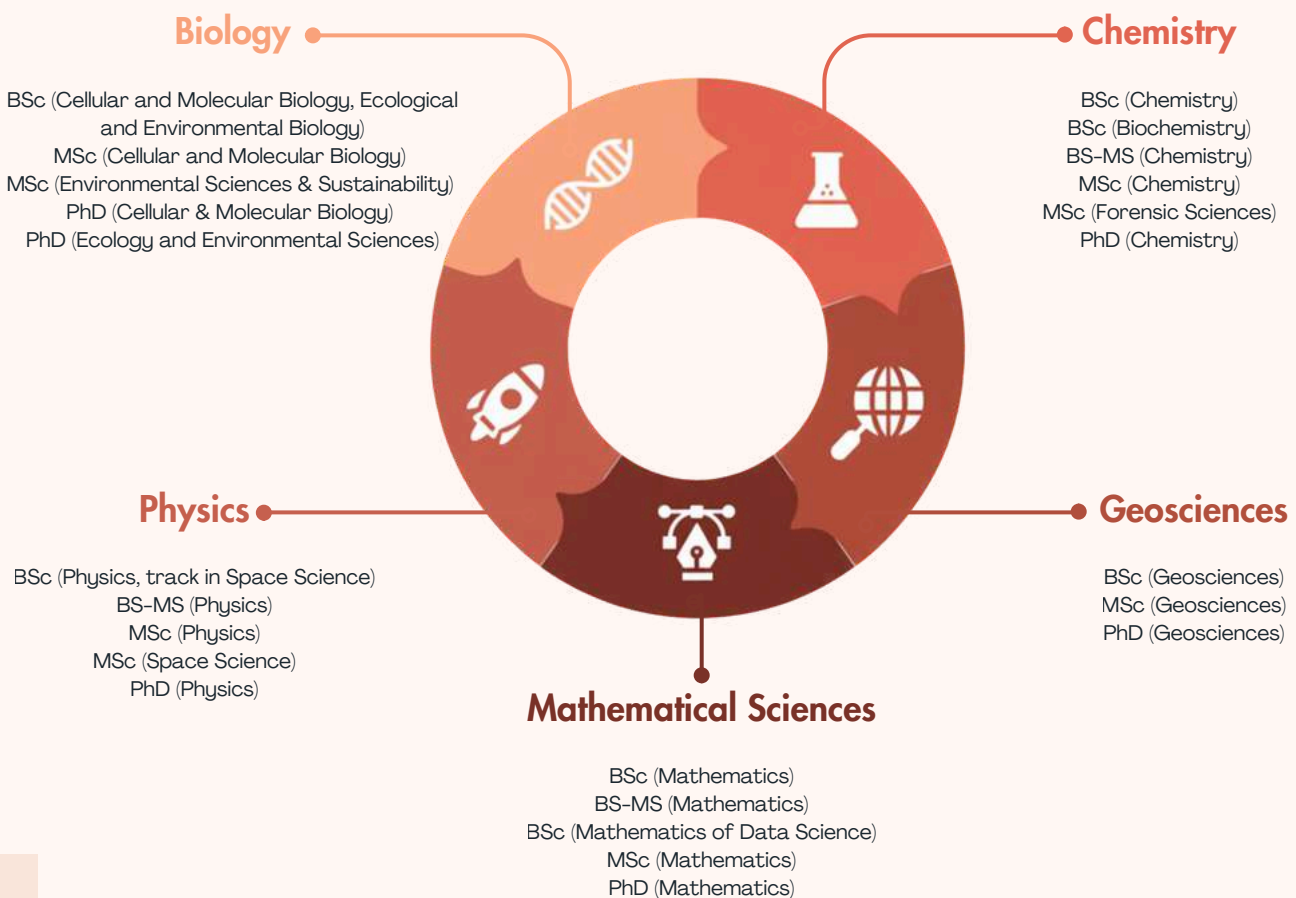 Biology
BSc (Cellular and Molecular Biology, Ecological
and Environmental Biology)
MSc (Cellular and Molecular Biology)
MSc (Environmental Sciences & Sustainability)
PhD (Cellular & Molecular Biology)
PhD (Ecology and Environmental Sciences)
Chemistry
BSc (Chemistry)
BSc (Biochemistry)
BS-MS (Chemistry)
MSc (Chemistry)
MSc (Forensic Sciences)
PhD (Chemistry)
Physics
BSc (Physics, track in Space Science)
BS-MS (Physics)
MSc (Physics)
MSc (Space Science)
PhD (Physics)
Geosciences
BSc (Geosciences)
MSc (Geosciences)
PhD (Geosciences)
Mathematical Sciences
BSc (Mathematics)
BS-MS (Mathematics)
BSc (Mathematics of Data Science)
MSc (Mathematics)
PhD (Mathematics)